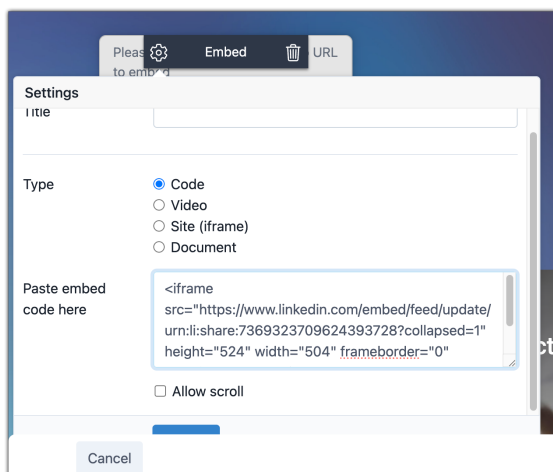 Pleas Embed URL
to embed
Settings
Title
Type
Code
Video
Site (iframe)
Document
Paste embed
code here
<iframe
src="https://www.linkedin.com/embed/feed/update/
urn:li:share:7369323709624393728?collapsed=1"
height="524" width="504" frameborder="0"
ct
Allow scroll
Cancel